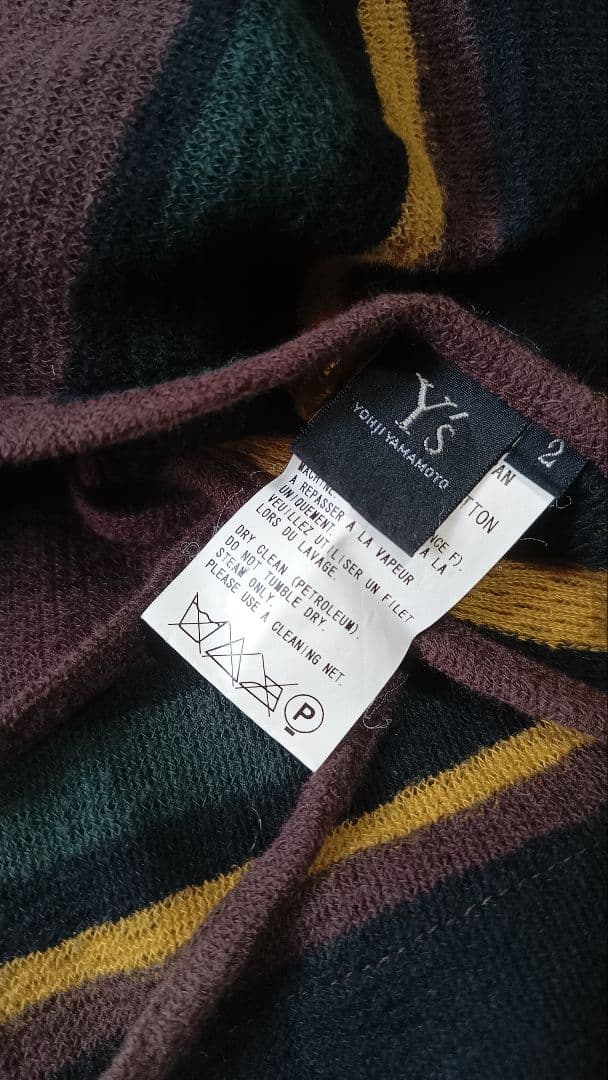 Y's
YOHJI YAMAMOTO
2
AN
TTON
NCE F).
A LA
MACHINE.
A REPASSER A LA VAPEUR
UNIQUEMENT.
VEUILLEZ UTILISER UN FILET
LORS DU LAVAGE.
DRY CLEAN (PETROLEUM).
DO NOT TUMBLE DRY.
STEAM ONLY.
PLEASE USE A CLEANING NET.
P